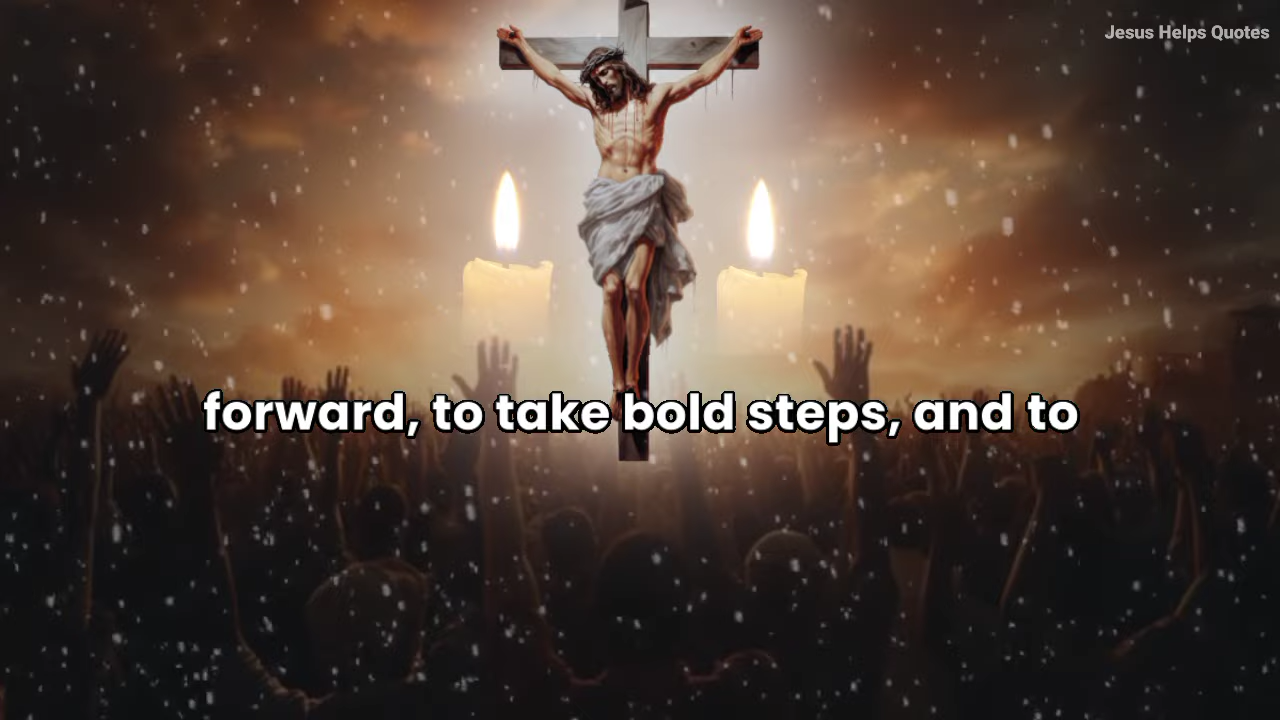 Jesus Helps Quotes
forward, to take bold steps, and to